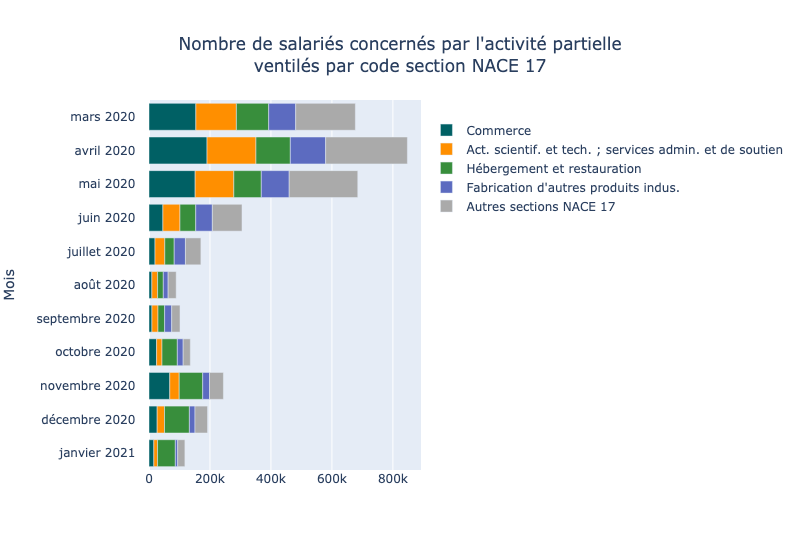 Nombre de salariés concernés par l'activité partielle
ventilés par code section NACE 17
Mois
mars 2020
avril 2020
mai 2020
juin 2020
juillet 2020
août 2020
septembre 2020
octobre 2020
novembre 2020
décembre 2020
janvier 2021
0 200k 400k 600k 800k
Commerce
Act. scientif. et tech. ; services admin. et de soutien
Hébergement et restauration
Fabrication d'autres produits indus.
Autres sections NACE 17